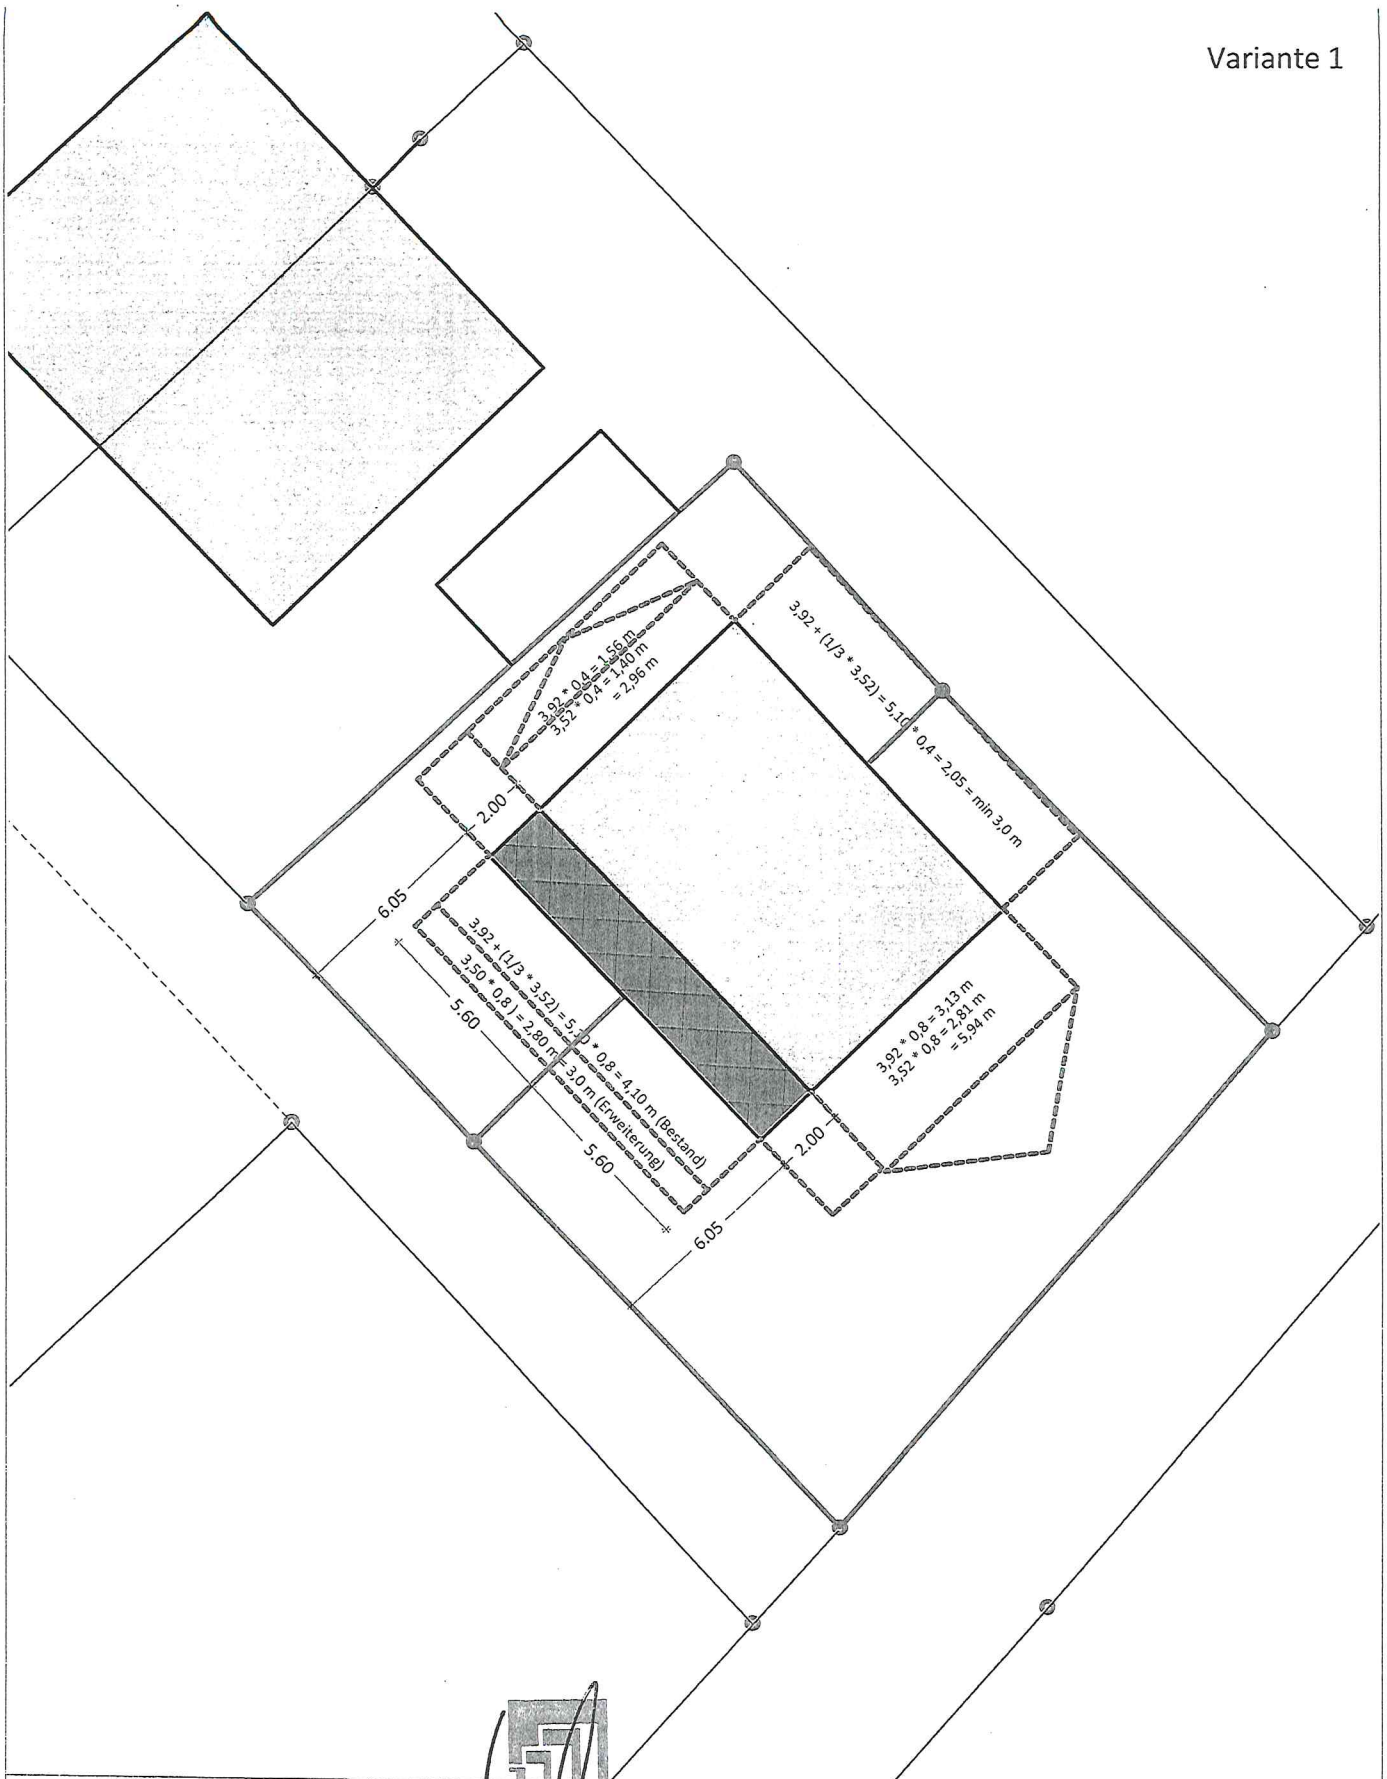 Variante 1
3,92 * 0,4 = 1,56 m
3,52 * 0,4 = 1,40 m
= 2,96 m
3,92 + (1/3 * 3,52) = 5,10 * 0,4 = 2,05 = min 3,0 m
2.00
6.05
3,92 + (1/3 * 3,52) = 5,10 * 0,8 = 4,10 m (Bestand)
3,50 * 0,8 ) = 2,80 m = 3,0 m (Erweiterung)
5.60
5.60
3,92 * 0,8 = 3,13 m
3,52 * 0,8 = 2,81 m
= 5,94 m
2.00
6.05